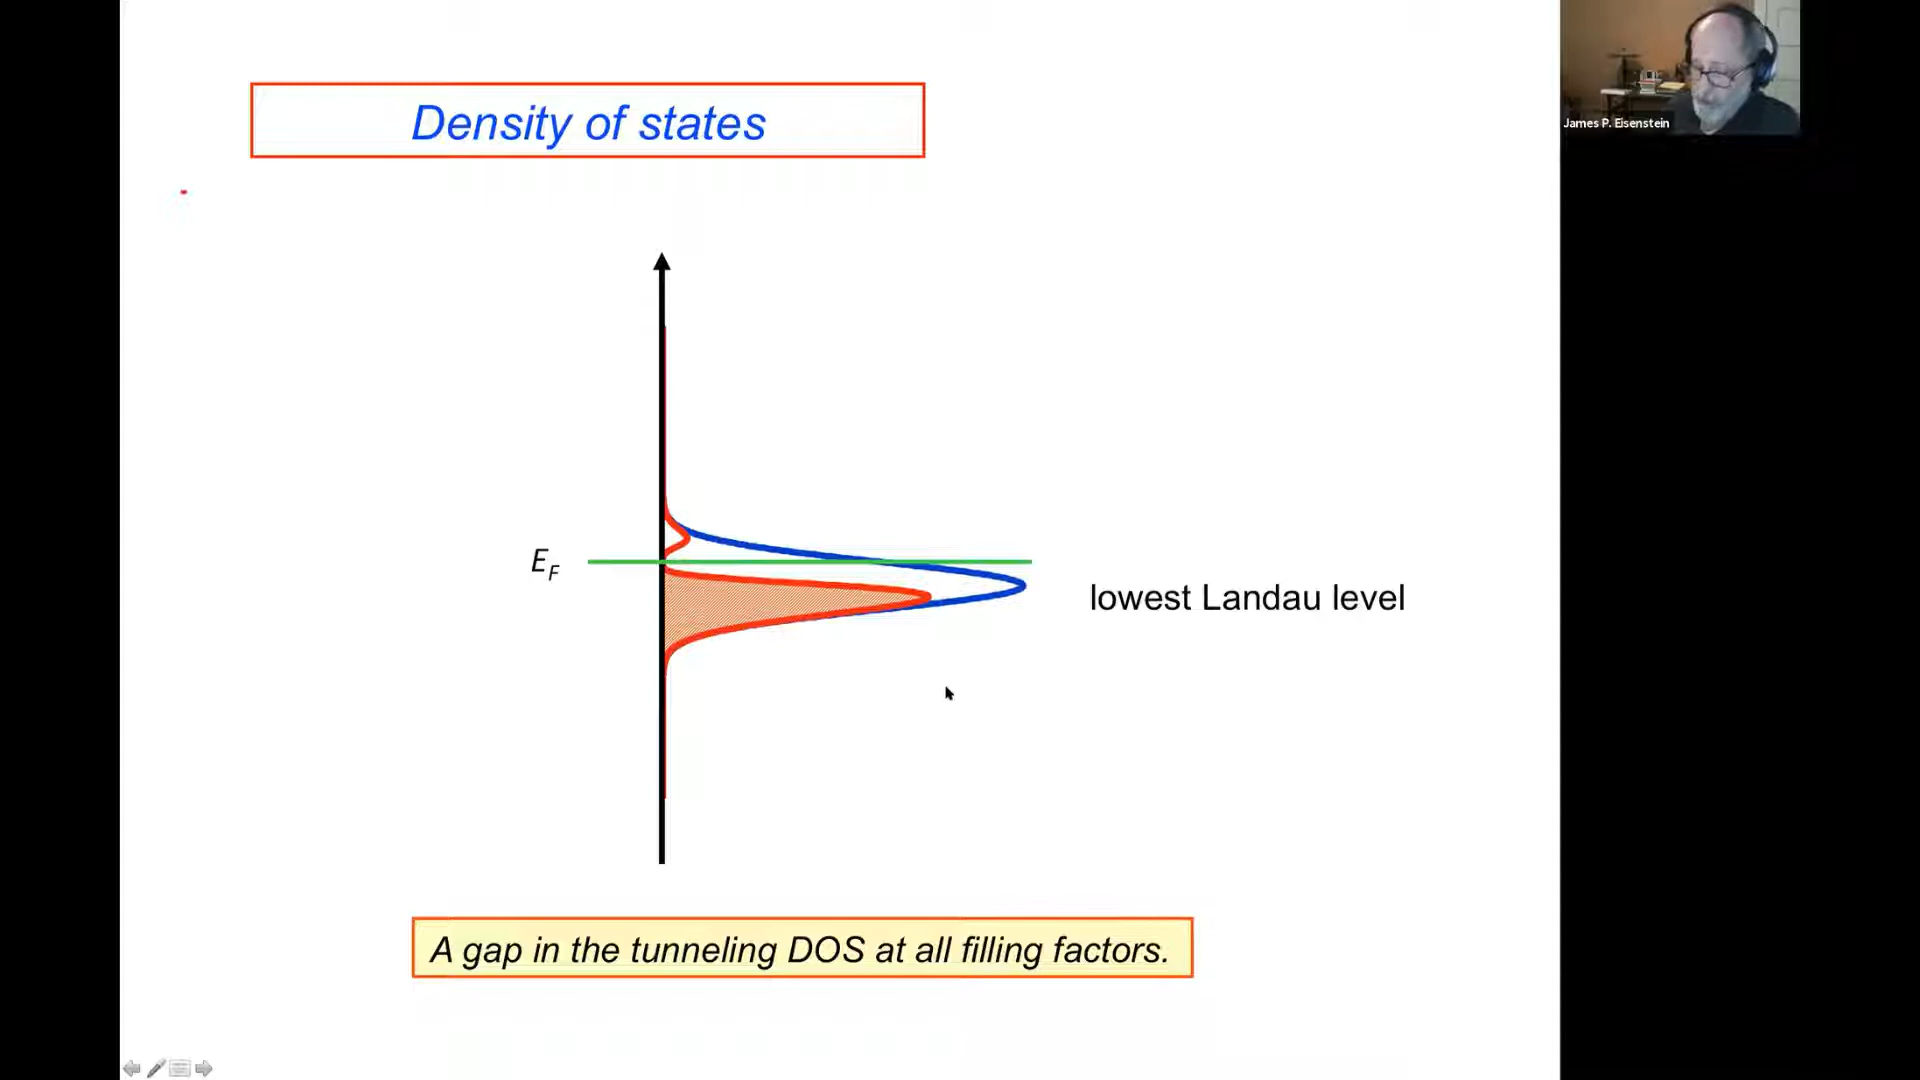 Density of states
James P. Eisenstein
E_F
lowest Landau level
A gap in the tunneling DOS at all filling factors.